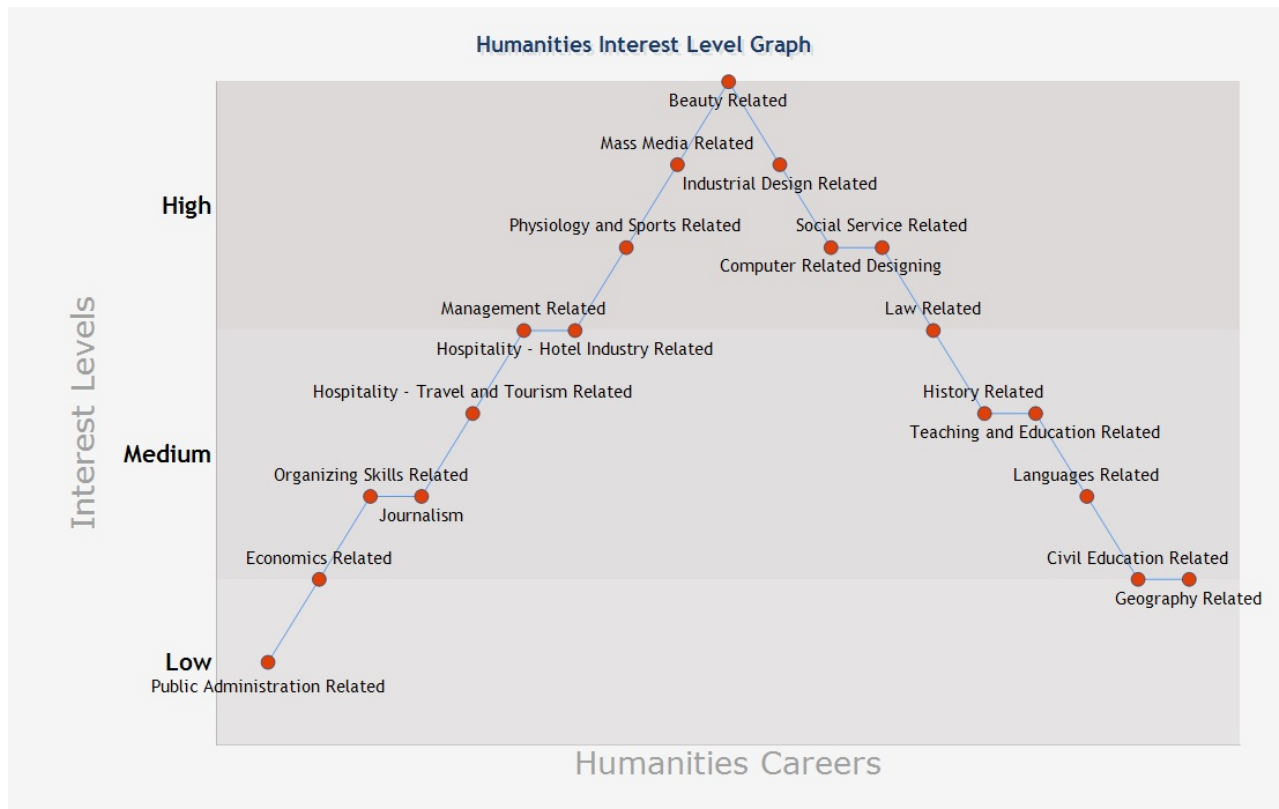 Humanities Interest Level Graph
Beauty Related
Mass Media Related
Industrial Design Related
High
Physiology and Sports Related
Social Service Related
Computer Related Designing
Management Related
Law Related
Hospitality - Hotel Industry Related
Hospitality - Travel and Tourism Related
History Related
Teaching and Education Related
Interest Levels
Medium
Organizing Skills Related
Languages Related
Journalism
Economics Related
Civil Education Related
Geography Related
Low
Public Administration Related
Humanities Careers